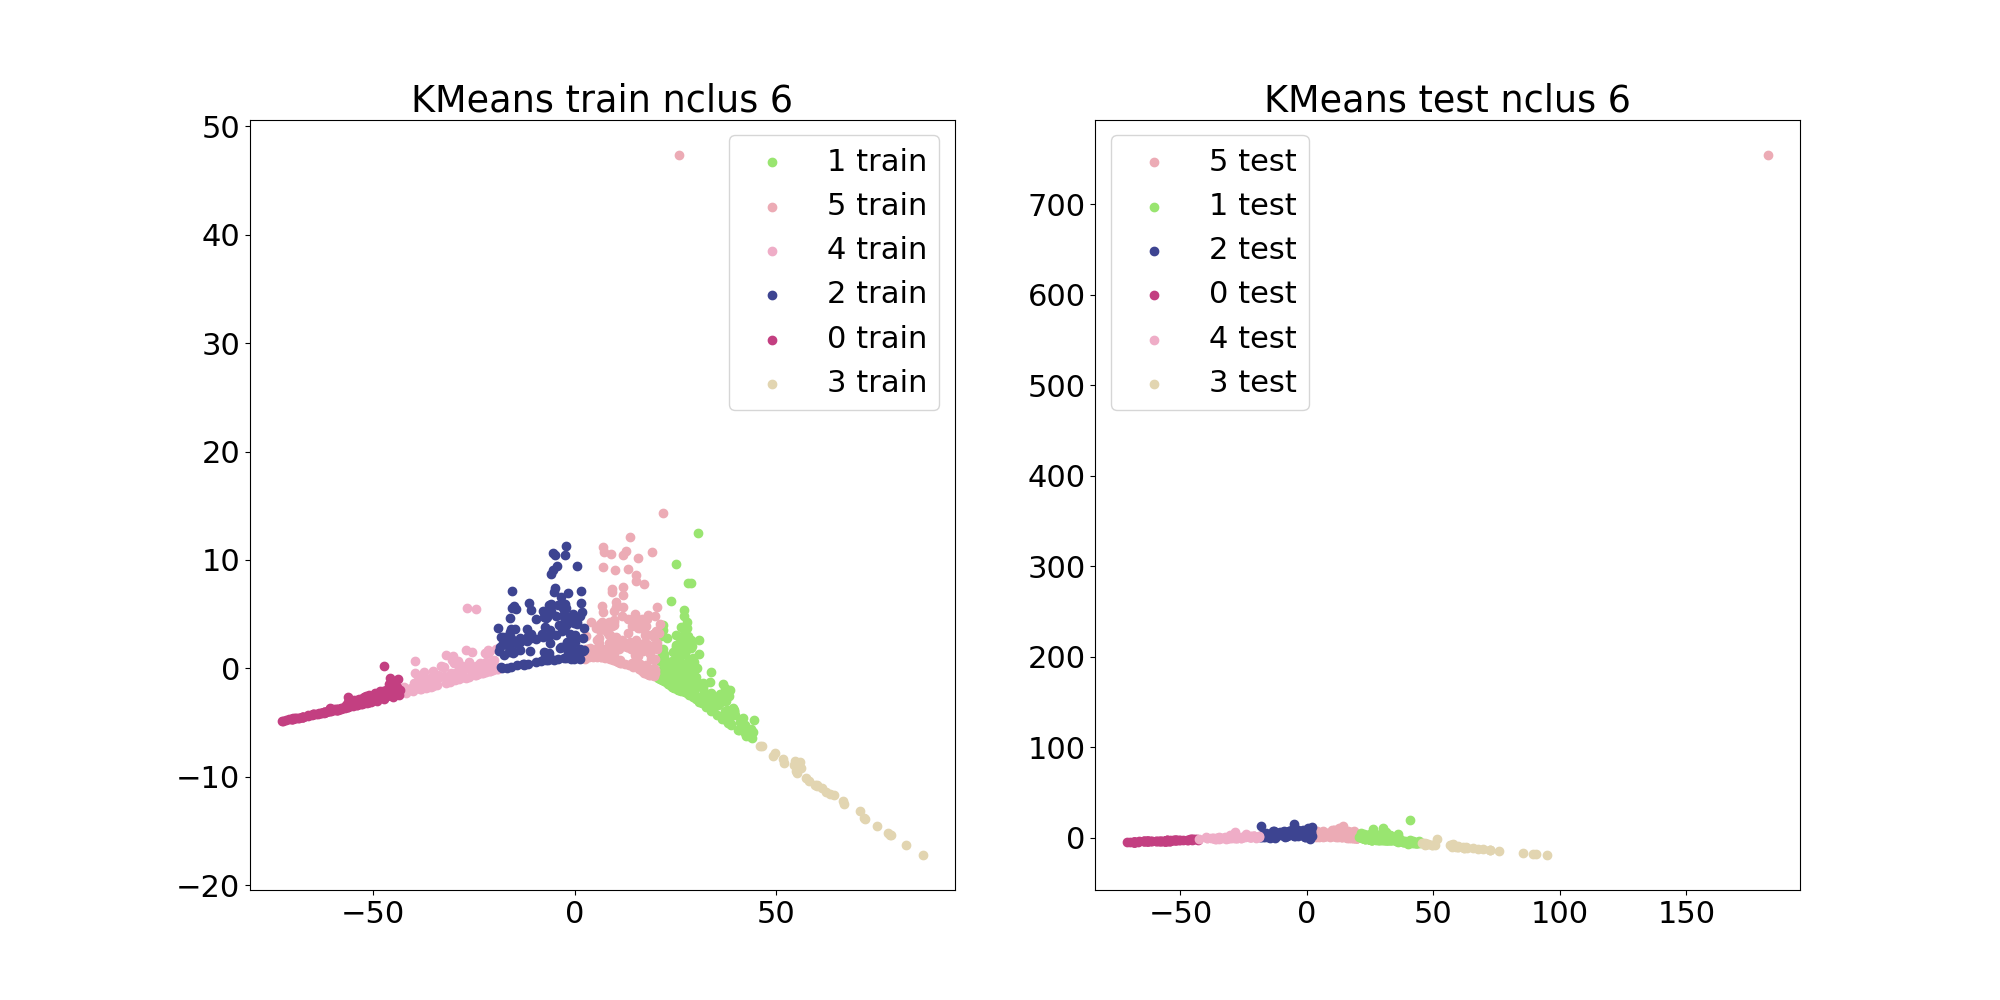 KMeans train nclus 6
50
40
30
20
10
0
−10
−20
−50
0
50
1 train
5 train
4 train
2 train
0 train
3 train
KMeans test nclus 6
700
600
500
400
300
200
100
0
−50
0
50
100
150
5 test
1 test
2 test
0 test
4 test
3 test